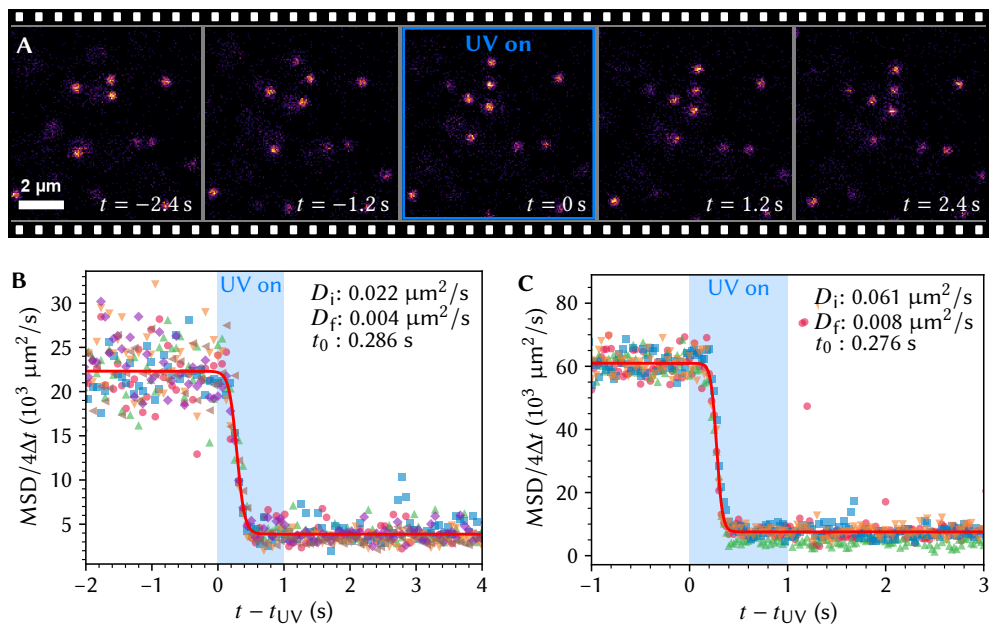 A
UV on
2 µm
t = −2.4 s
t = −1.2 s
t = 0 s
t = 1.2 s
t = 2.4 s
B
UV on
D_i: 0.022 µm²/s
D_f: 0.004 µm²/s
t₀ : 0.286 s
MSD/4Δt (10³ µm²/s)
30
25
20
15
10
5
−2
−1
0
1
2
3
4
t − t_UV (s)
C
UV on
D_i: 0.061 µm²/s
D_f: 0.008 µm²/s
t₀ : 0.276 s
MSD/4Δt (10³ µm²/s)
80
60
40
20
0
−1
0
1
2
3
t − t_UV (s)